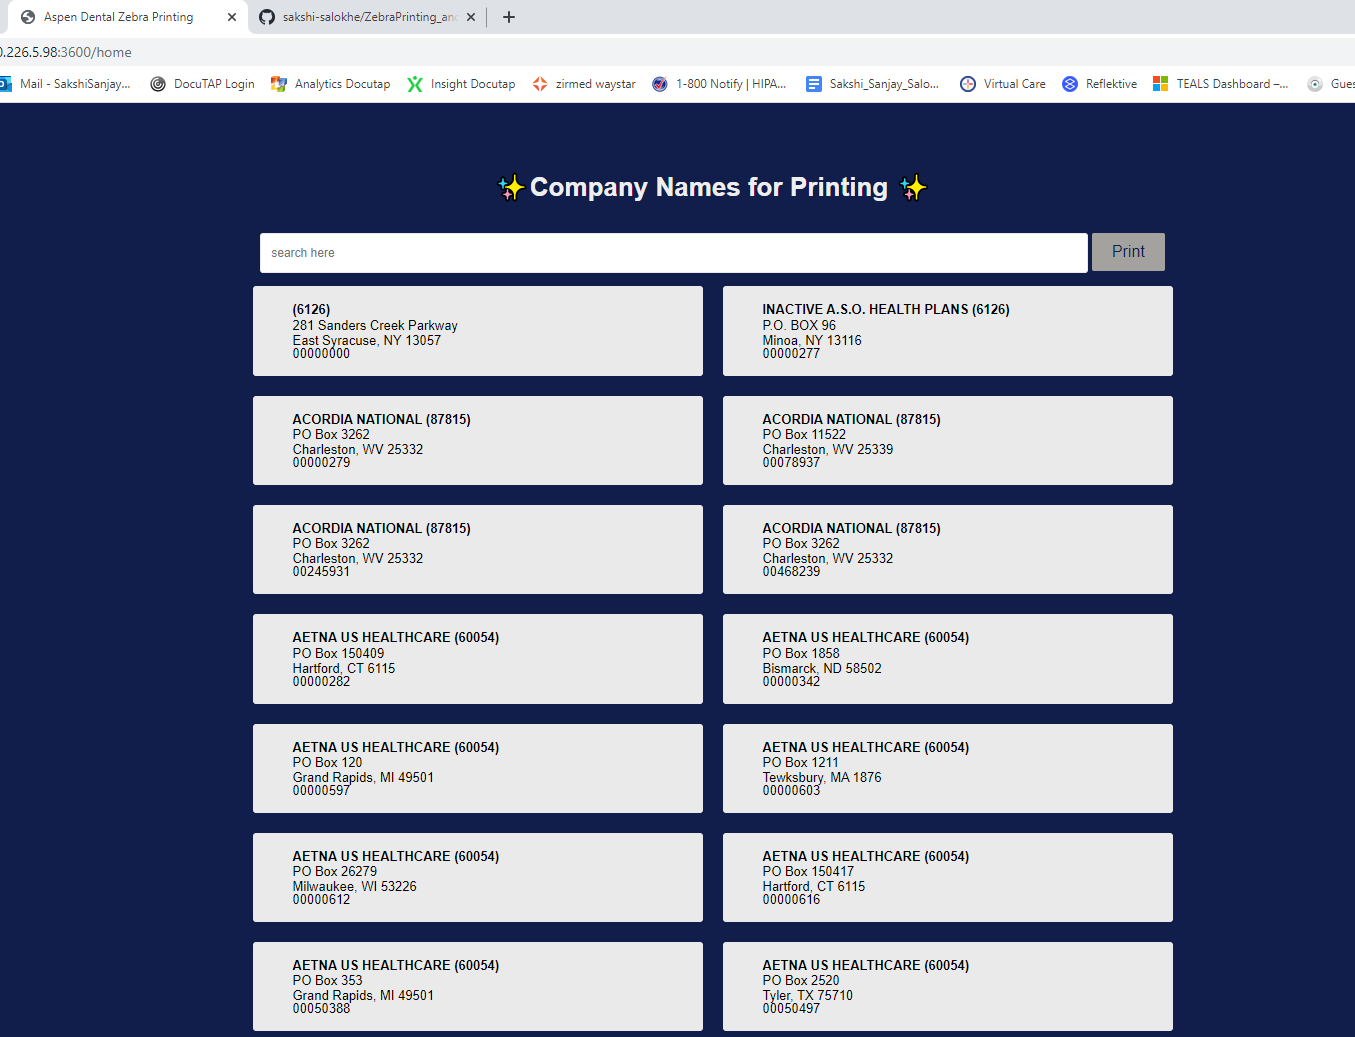 Aspen Dental Zebra Printing
sakshi-salokhe/ZebraPrinting_an
.226.5.98:3600/home
Mail - SakshiSanjay...
DocuTAP Login
Analytics Docutap
Insight Docutap
zirmed waystar
1-800 Notify | HIPA...
Sakshi_Sanjay_Salo...
Virtual Care
Reflektive
TEALS Dashboard –...
Gues
Company Names for Printing
search here
Print
(6126)
281 Sanders Creek Parkway
East Syracuse, NY 13057
00000000
INACTIVE A.S.O. HEALTH PLANS (6126)
P.O. BOX 96
Minoa, NY 13116
00000277
ACORDIA NATIONAL (87815)
PO Box 3262
Charleston, WV 25332
00000279
ACORDIA NATIONAL (87815)
PO Box 11522
Charleston, WV 25339
00078937
ACORDIA NATIONAL (87815)
PO Box 3262
Charleston, WV 25332
00245931
ACORDIA NATIONAL (87815)
PO Box 3262
Charleston, WV 25332
00468239
AETNA US HEALTHCARE (60054)
PO Box 150409
Hartford, CT 6115
00000282
AETNA US HEALTHCARE (60054)
PO Box 1858
Bismarck, ND 58502
00000342
AETNA US HEALTHCARE (60054)
PO Box 120
Grand Rapids, MI 49501
00000597
AETNA US HEALTHCARE (60054)
PO Box 1211
Tewksbury, MA 1876
00000603
AETNA US HEALTHCARE (60054)
PO Box 26279
Milwaukee, WI 53226
00000612
AETNA US HEALTHCARE (60054)
PO Box 150417
Hartford, CT 6115
00000616
AETNA US HEALTHCARE (60054)
PO Box 353
Grand Rapids, MI 49501
00050388
AETNA US HEALTHCARE (60054)
PO Box 2520
Tyler, TX 75710
00050497